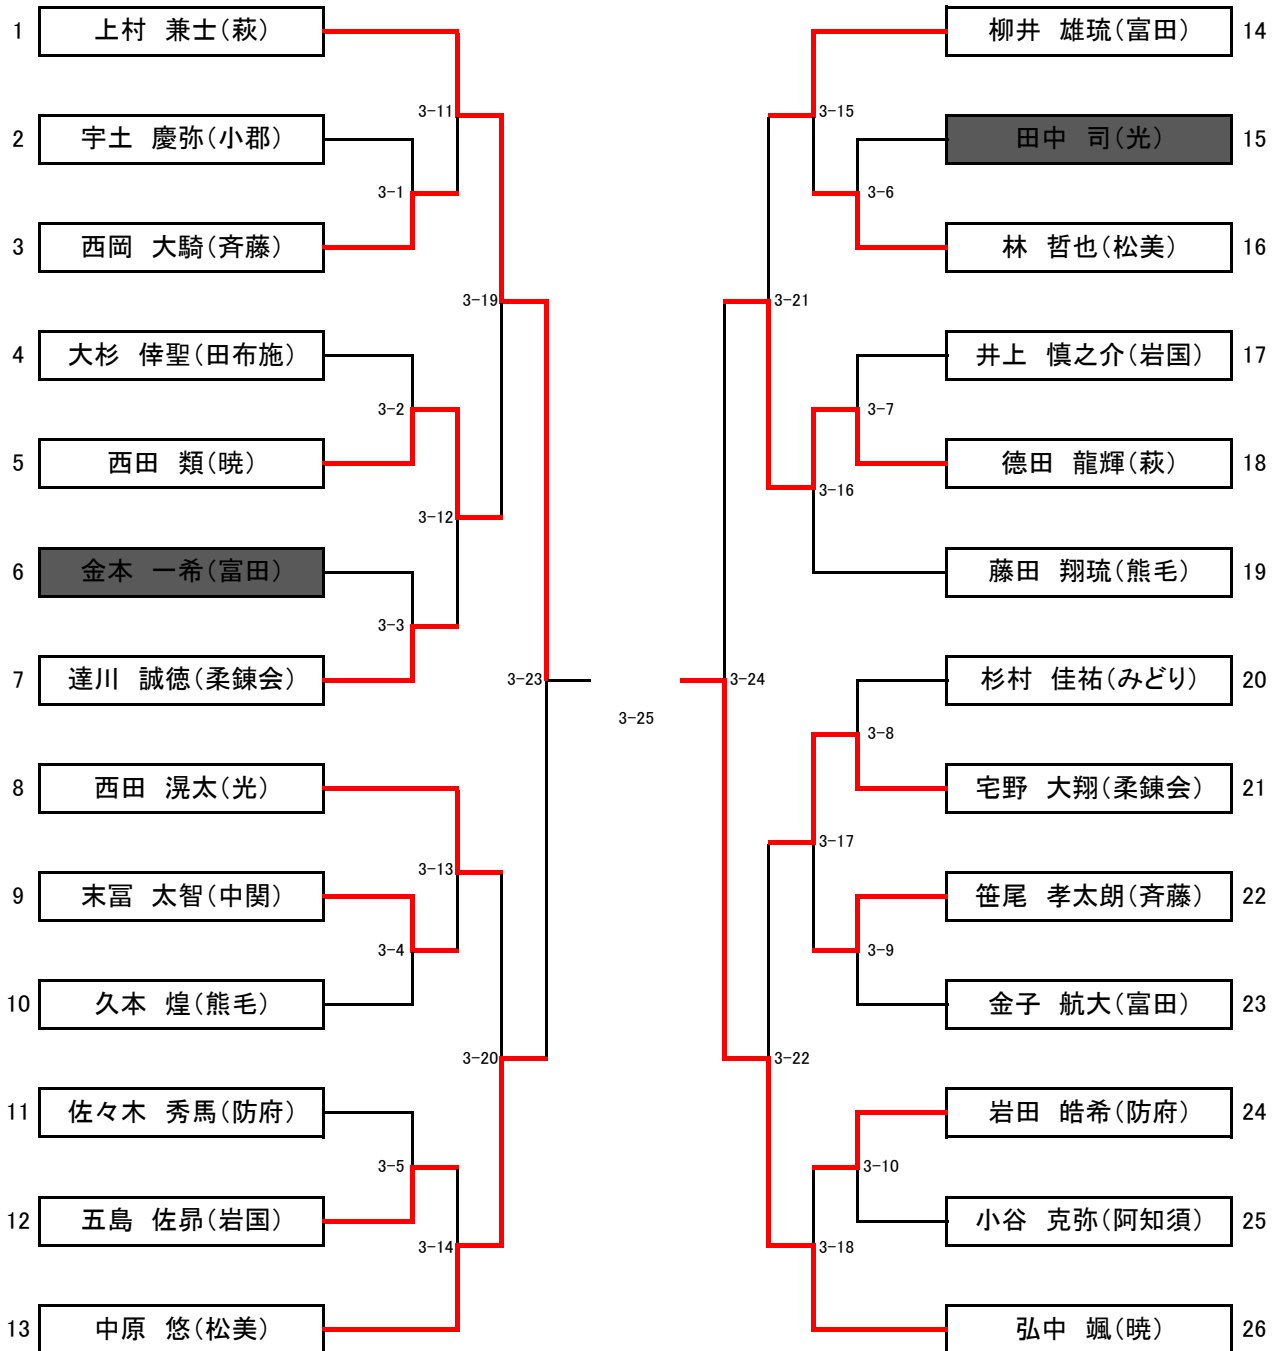 1 上村 兼士（萩）
2 宇土 慶弥（小郡）
3 西岡 大騎（斉藤）
4 大杉 倖聖（田布施）
5 西田 類（暁）
6 金本 一希（富田）
7 達川 誠徳（柔錬会）
8 西田 滉太（光）
9 末冨 太智（中関）
10 久本 煌（熊毛）
11 佐々木 秀馬（防府）
12 五島 佐昴（岩国）
13 中原 悠（松美）
3-11
3-1
3-19
3-2
3-12
3-3
3-23
3-13
3-4
3-20
3-5
3-14
3-25
3-15
3-6
3-21
3-7
3-16
3-24
3-8
3-17
3-9
3-22
3-10
3-18
柳井 雄琉（富田） 14
田中 司（光） 15
林 哲也（松美） 16
井上 慎之介（岩国） 17
德田 龍輝（萩） 18
藤田 翔琉（熊毛） 19
杉村 佳祐（みどり） 20
宅野 大翔（柔錬会） 21
笹尾 孝太朗（斉藤） 22
金子 航大（富田） 23
岩田 皓希（防府） 24
小谷 克弥（阿知須） 25
弘中 颯（暁） 26